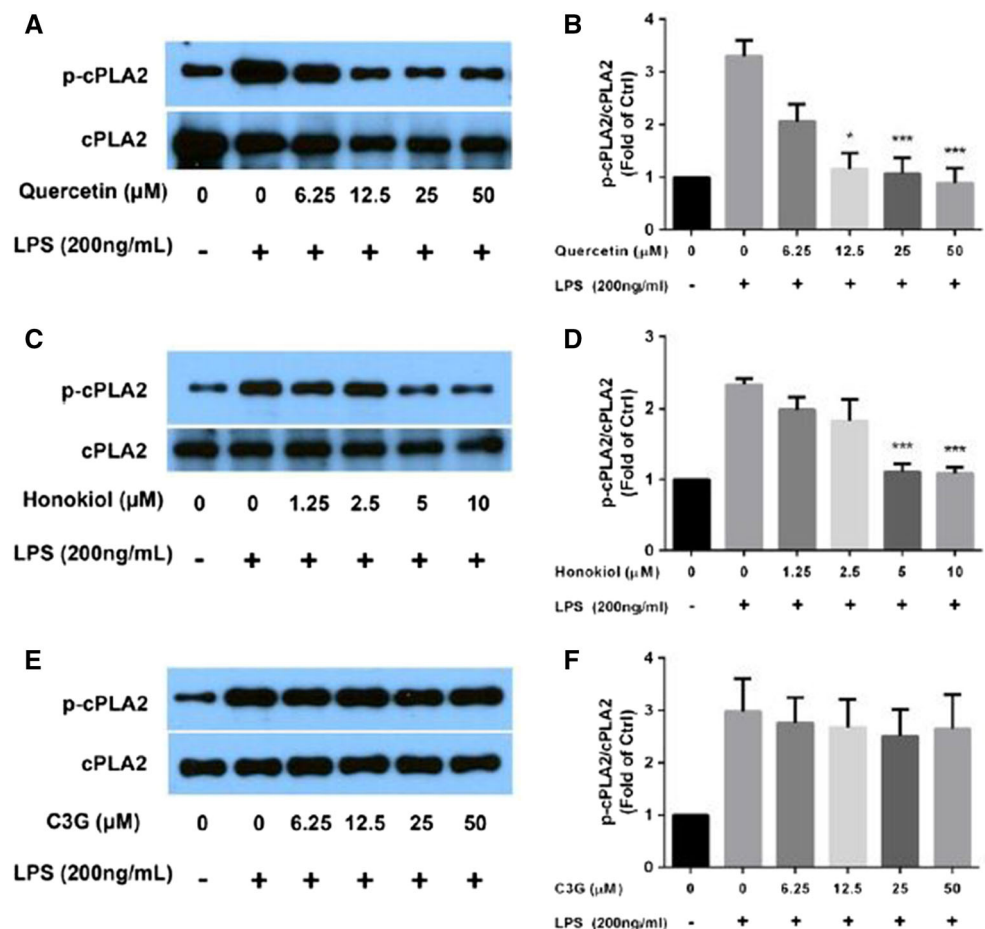 A
p-cPLA2
cPLA2
Quercetin (μM) 0 0 6.25 12.5 25 50
LPS (200ng/mL) - + + + + +
B
p-cPLA2/cPLA2
(Fold of Ctrl)
4
3
2
1
0
*
***
***
Quercetin (μM) 0 0 6.25 12.5 25 50
LPS (200ng/ml) - + + + + +
C
p-cPLA2
cPLA2
Honokiol (μM) 0 0 1.25 2.5 5 10
LPS (200ng/mL) - + + + + +
D
p-cPLA2/cPLA2
(Fold of Ctrl)
3
2
1
0
***
***
Honokiol (μM) 0 0 1.25 2.5 5 10
LPS (200ng/ml) - + + + + +
E
p-cPLA2
cPLA2
C3G (μM) 0 0 6.25 12.5 25 50
LPS (200ng/mL) - + + + + +
F
p-cPLA2/cPLA2
(Fold of Ctrl)
4
3
2
1
0
C3G (μM) 0 0 6.25 12.5 25 50
LPS (200ng/ml) - + + + + +